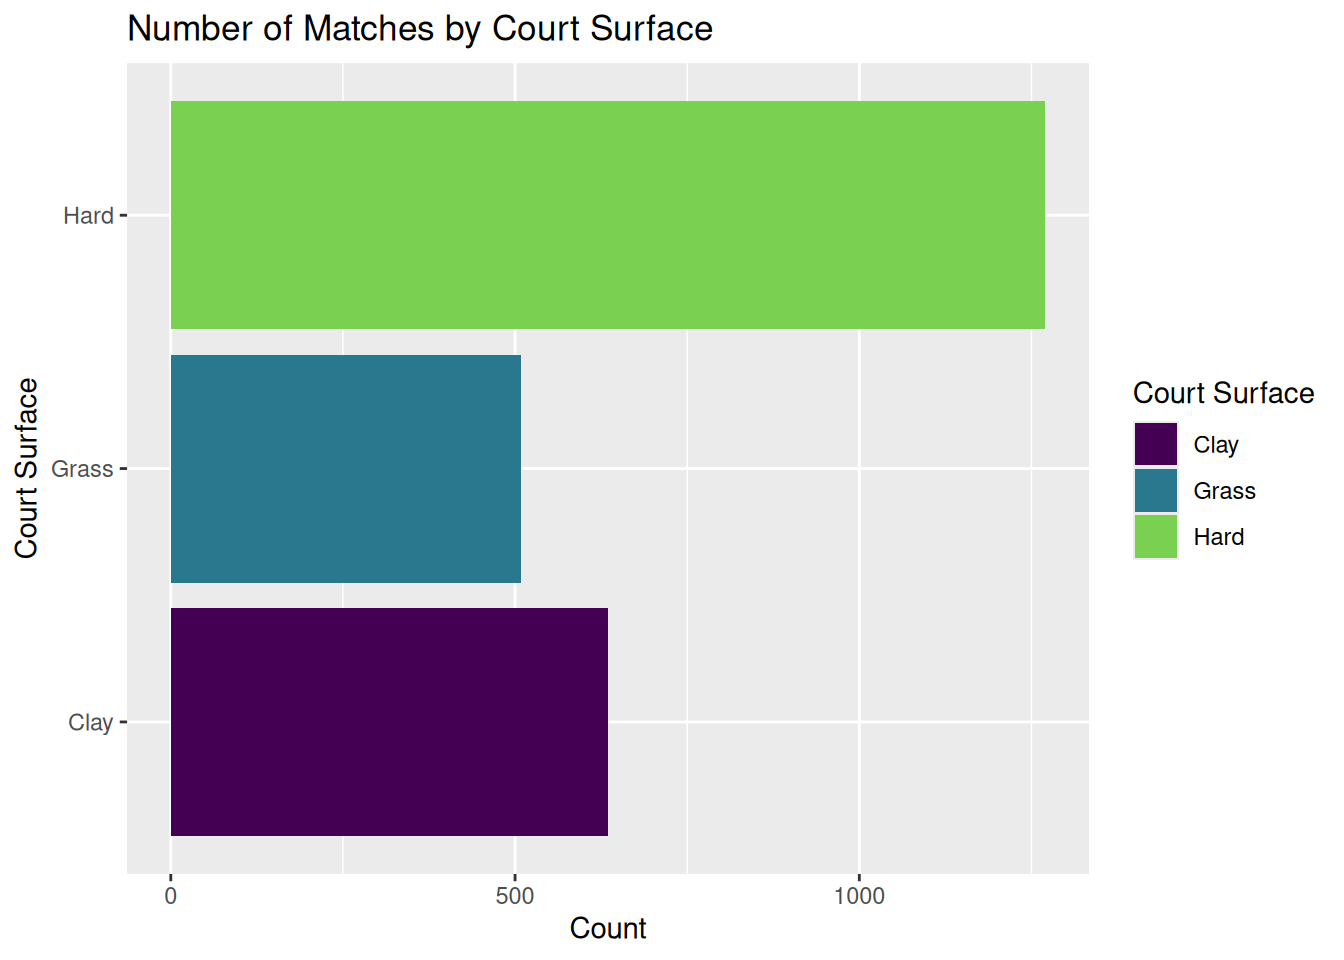 Number of Matches by Court Surface
Court Surface
Hard
Grass
Clay
0 500 1000
Count
Court Surface
Clay
Grass
Hard